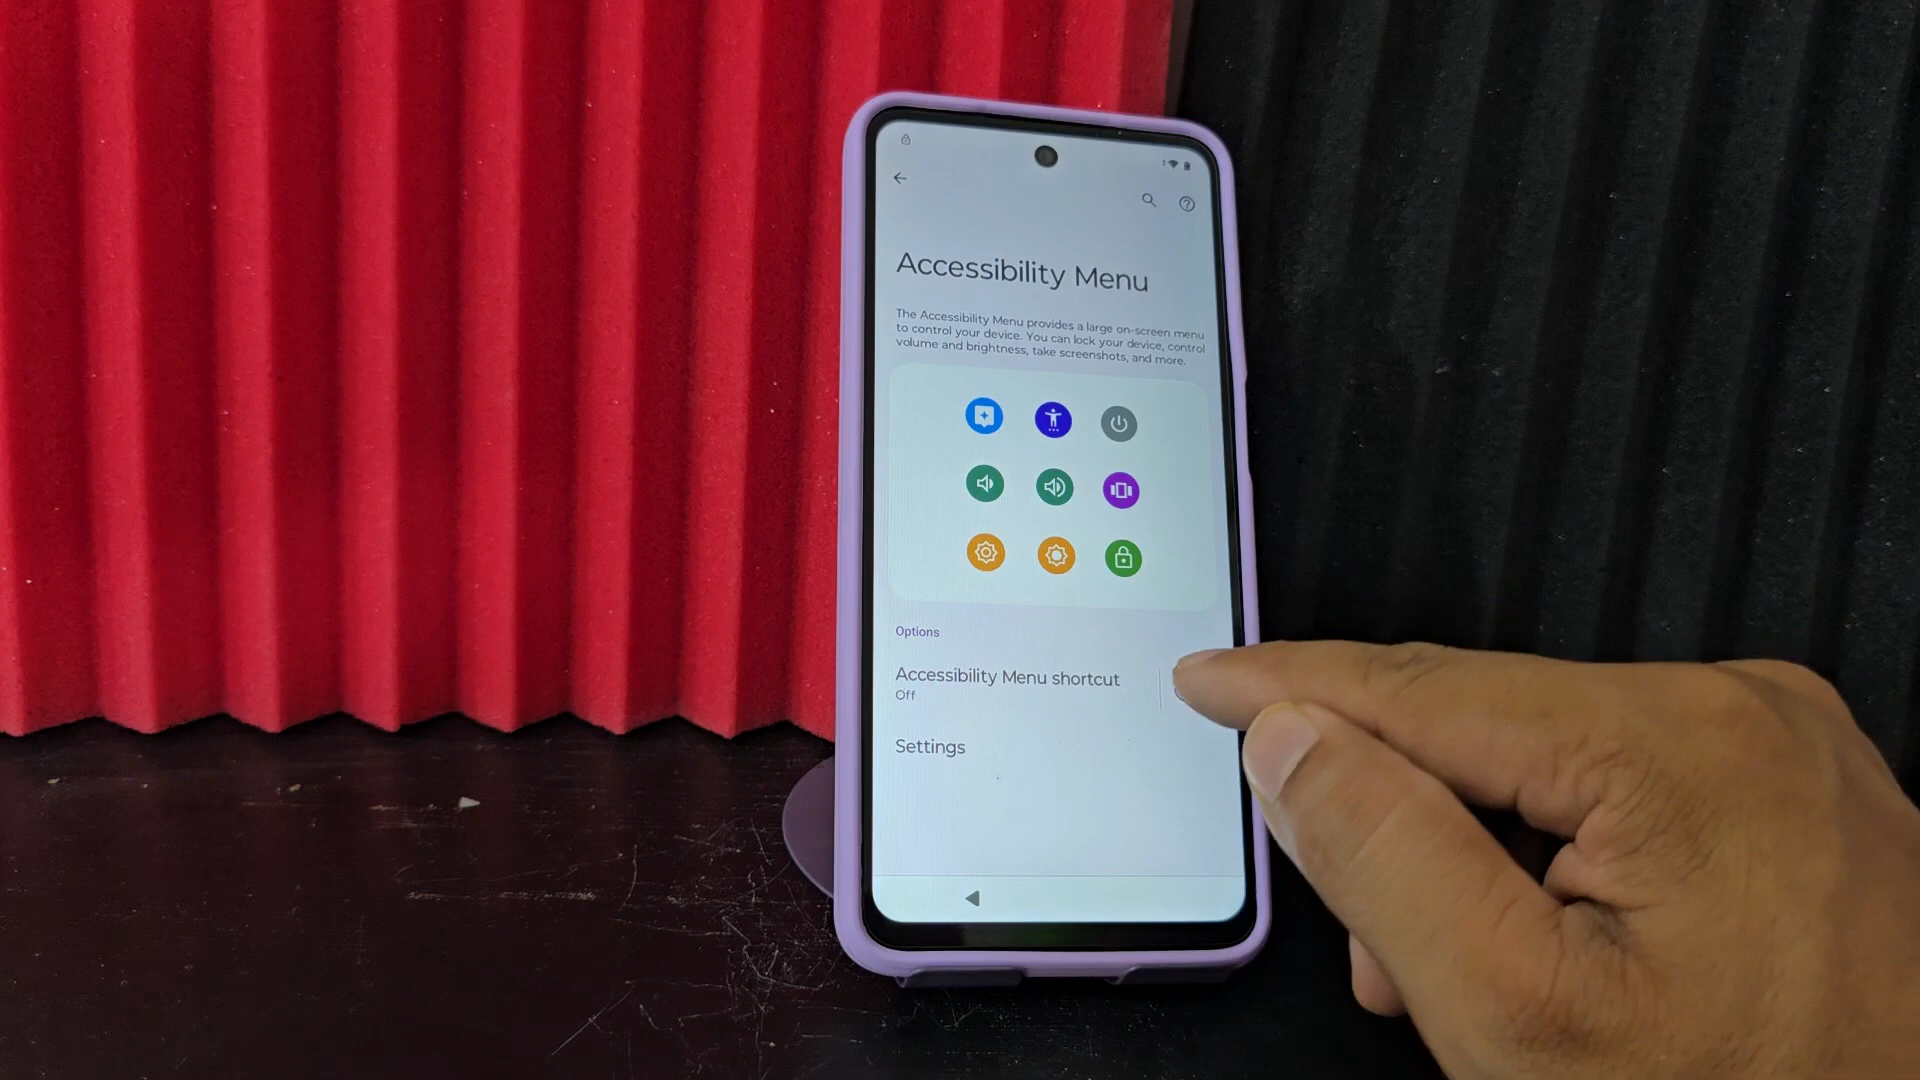 Accessibility Menu
The Accessibility Menu provides a large on-screen menu
to control your device. You can lock your device, control
volume and brightness, take screenshots, and more.
Options
Accessibility Menu shortcut
Off
Settings